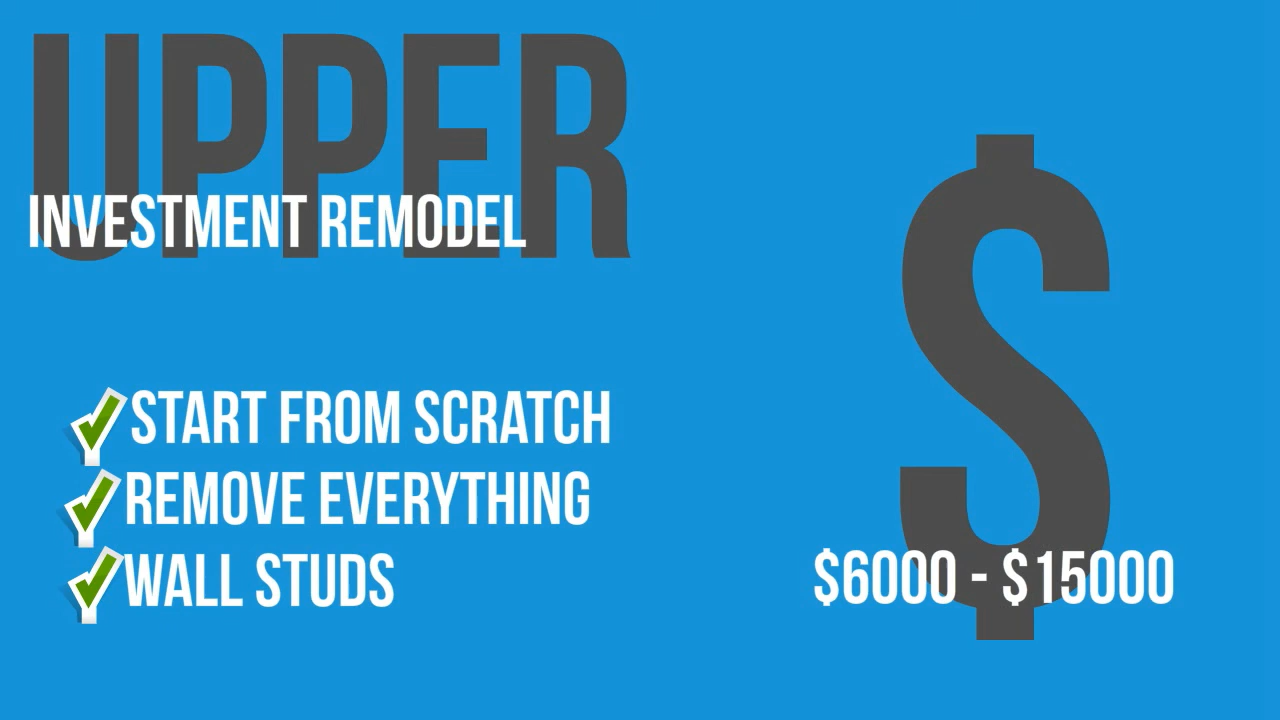 UPPER
INVESTMENT REMODEL
START FROM SCRATCH
REMOVE EVERYTHING
WALL STUDS
$
$6000 - $15000